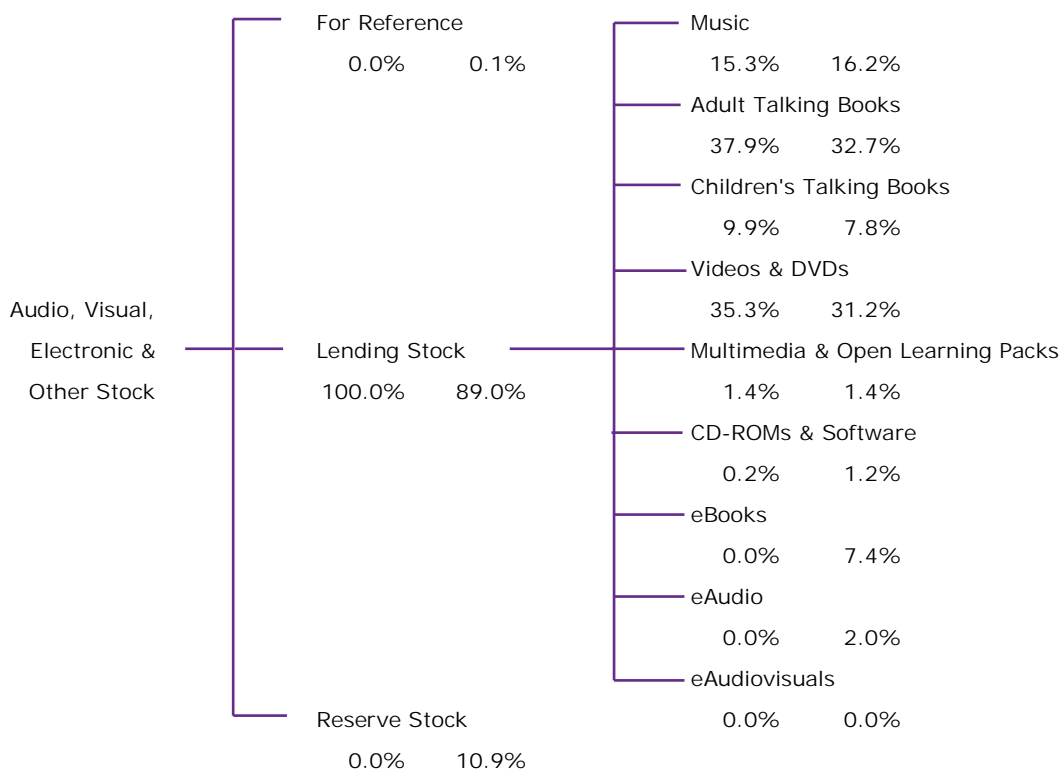 For Reference
0.0% 0.1%
Audio, Visual,
Electronic &
Other Stock
Lending Stock
100.0% 89.0%
Reserve Stock
0.0% 10.9%
Music
15.3% 16.2%
Adult Talking Books
37.9% 32.7%
Children's Talking Books
9.9% 7.8%
Videos & DVDs
35.3% 31.2%
Multimedia & Open Learning Packs
1.4% 1.4%
CD-ROMs & Software
0.2% 1.2%
eBooks
0.0% 7.4%
eAudio
0.0% 2.0%
eAudiovisuals
0.0% 0.0%